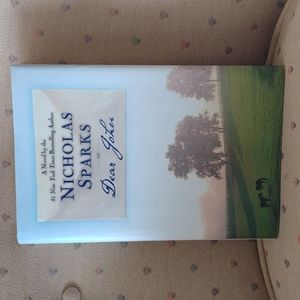 A Novel by the
#1 New York Times Bestselling Author
NICHOLAS
SPARKS
Dear John